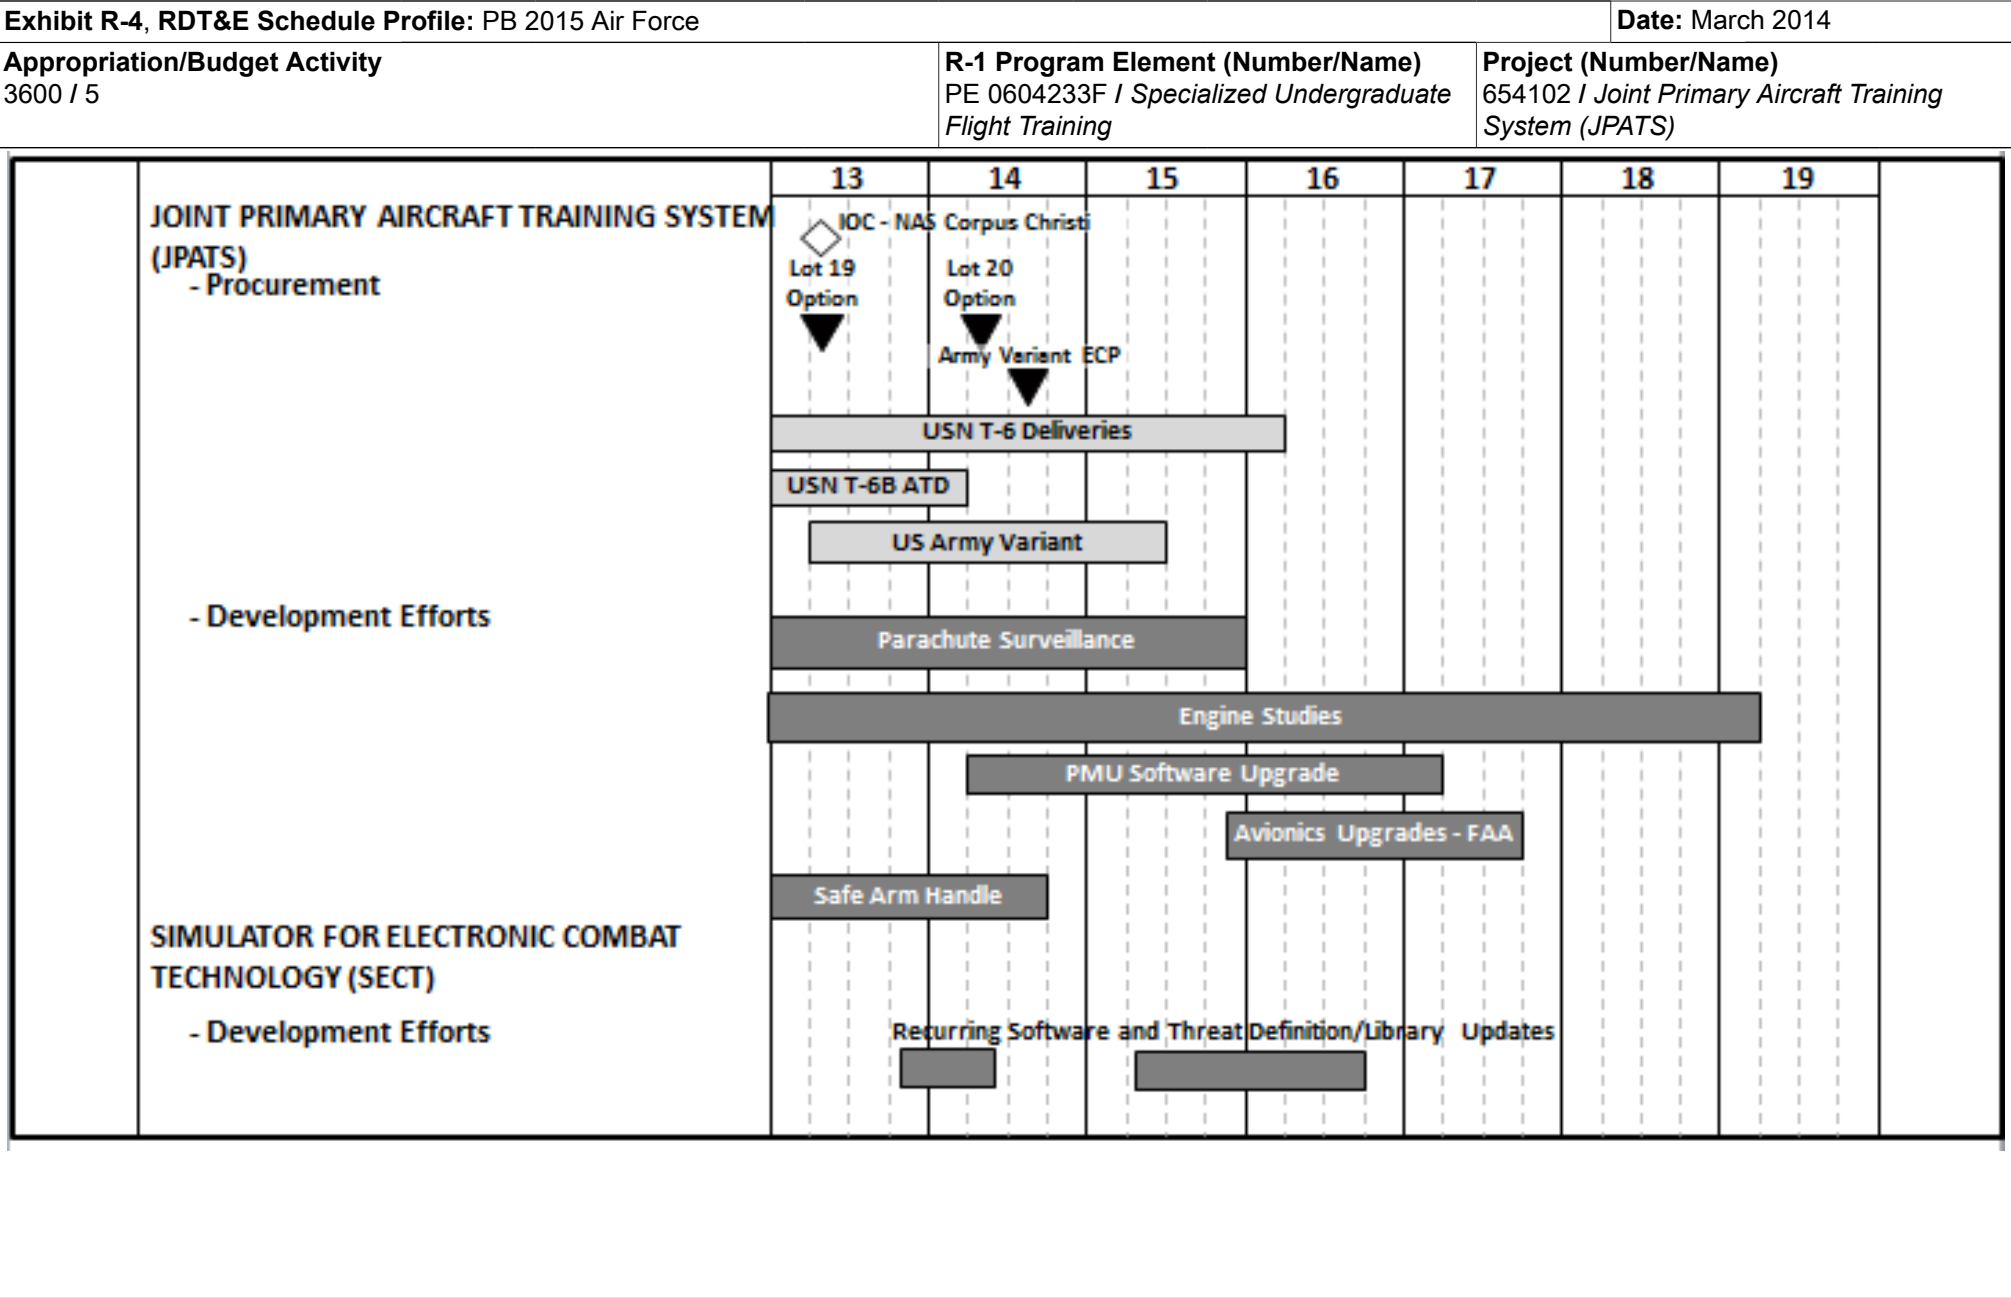 Exhibit R-4, RDT&E Schedule Profile: PB 2015 Air Force
Date: March 2014
Appropriation/Budget Activity
3600 / 5
R-1 Program Element (Number/Name)
PE 0604233F / Specialized Undergraduate
Flight Training
Project (Number/Name)
654102 / Joint Primary Aircraft Training
System (JPATS)
13 14 15 16 17 18 19
JOINT PRIMARY AIRCRAFT TRAINING SYSTEM
(JPATS)
- Procurement
IOC - NAS Corpus Christi
Lot 19
Option
Lot 20
Option
Army Variant ECP
USN T-6 Deliveries
USN T-6B ATD
US Army Variant
- Development Efforts
Parachute Surveillance
Engine Studies
PMU Software Upgrade
Avionics Upgrades - FAA
Safe Arm Handle
SIMULATOR FOR ELECTRONIC COMBAT
TECHNOLOGY (SECT)
- Development Efforts
Recurring Software and Threat Definition/Library Updates